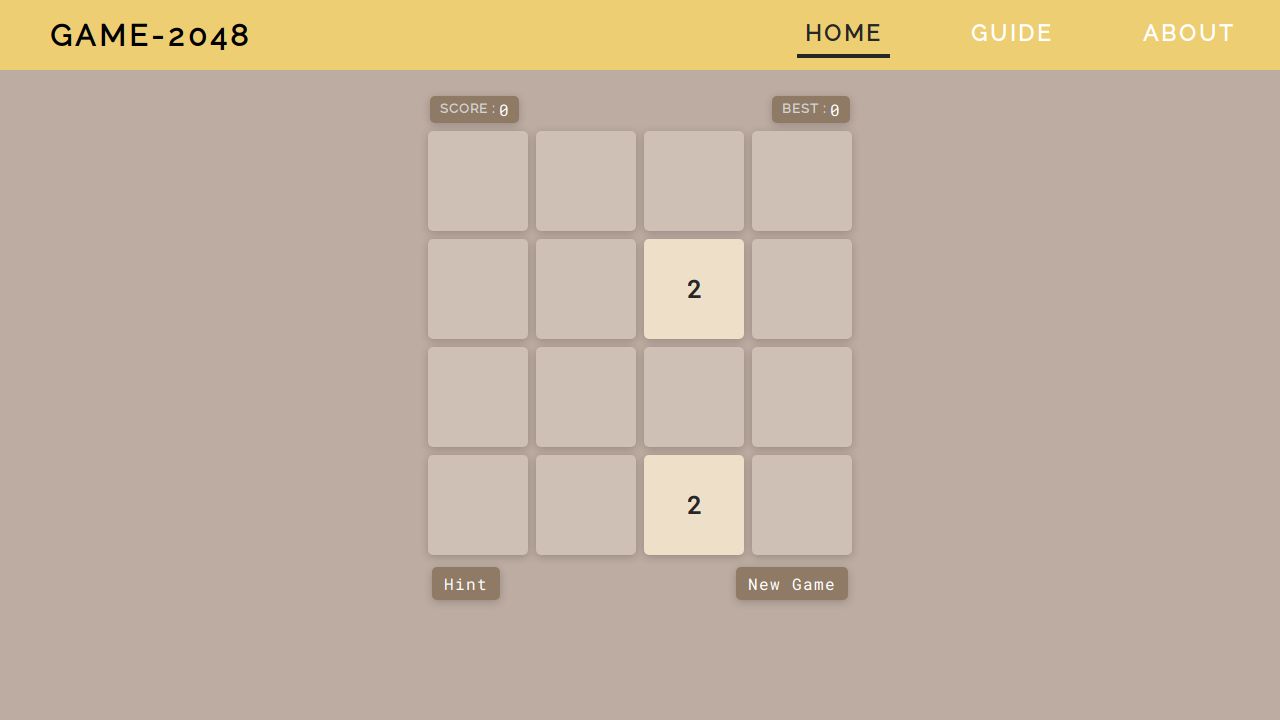 GAME-2048
HOME GUIDE ABOUT
SCORE : 0 BEST : 0
2
2
Hint New Game